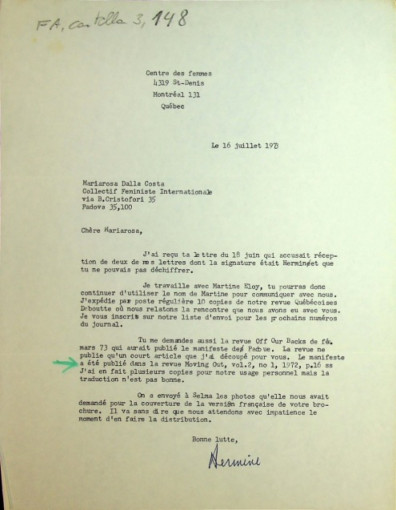 FA, cartella 3, 148
Centre des femmes
4319 St-Denis
Montréal 131
Québec
Le 16 juillet 1973
Mariarosa Dalla Costa
Collectif Feministe Internationale
via B.Cristofari 35
Padova 35,100
Chère Mariarosa,
J'ai reçu ta lettre du 18 juin qui accusait récep-
tion de deux de mes lettres dont la signature était Herminéet que
tu ne pouvais pas déchiffrer.
Je travaille avec Martine Eloy, tu pourras donc
continuer d'utiliser le nom de Martine pour communiquer avec nous.
J'expédie par poste régulière 10 copies de notre revue Québécoises
Deboutte où nous relatons la rencontre que nous avons eu avec vous.
Je vous inscrit sur notre liste d'envoi pour les prochains numéros
du journal.
Tu me demandes aussi la revue Off Our Backs de fé.
mars 73 qui aurait publié le manifeste des La revue ne
publie qu'un court article que j'ai découpé pour vous. Le manifeste
a été publié dans la revue Moving Out, vol.2, no 1, 1972, p.16 ss
J'ai en fait plusieurs copies pour notre usage personnel mais la
traduction n'est pas bonne.
On a envoyé à Selma les photos qu'elle nous avait
demandé pour la couverture de la version française de votre bro-
chure. Il va sans dire que nous attendons avec impatience le
moment d'en faire la distribution.
Bonne lutte,
Hermine